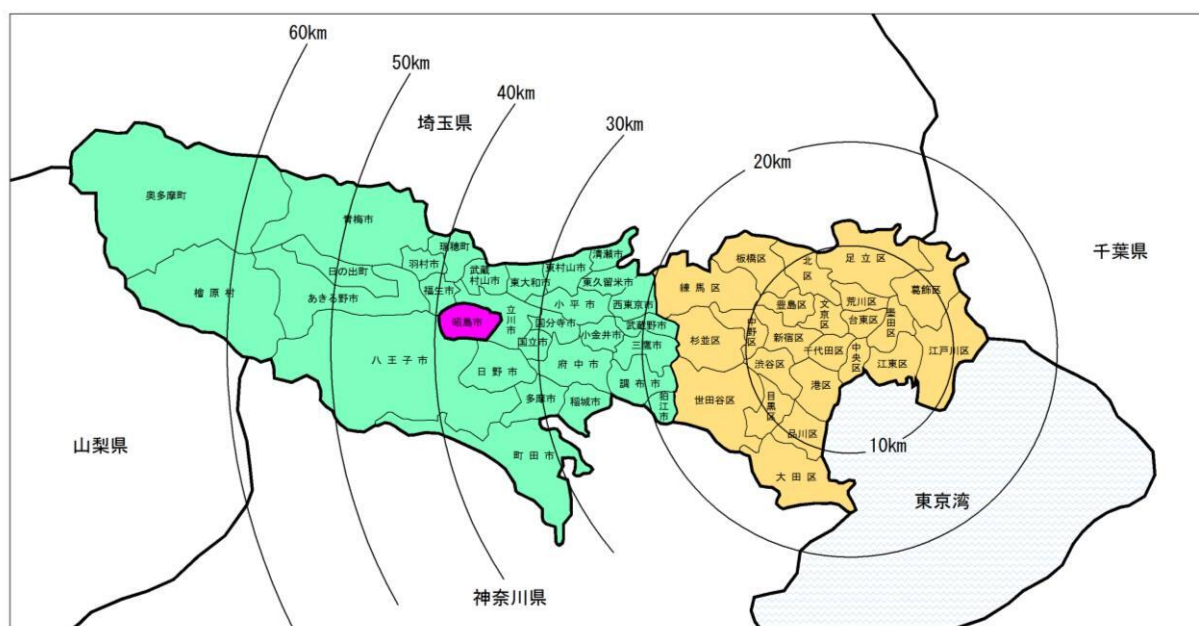 60km
50km
40km
30km
20km
10km
埼玉県
千葉県
山梨県
神奈川県
東京湾
奥多摩町
青梅市
檜原村
日の出町
あきる野市
八王子市
羽村市
瑞穂町
福生市
武蔵
村山市
昭島市
立川市
東大和市
東村山市
清瀬市
東久留米市
小平市
西東京市
国分寺市
国立市
小金井市
武蔵野市
三鷹市
日野市
府中市
調布市
狛江市
多摩市
稲城市
町田市
練馬区
板橋区
北区
足立区
葛飾区
豊島区
文京区
荒川区
台東区
墨田区
江戸川区
杉並区
中野区
新宿区
千代田区
中央区
江東区
渋谷区
港区
世田谷区
目黒区
品川区
大田区